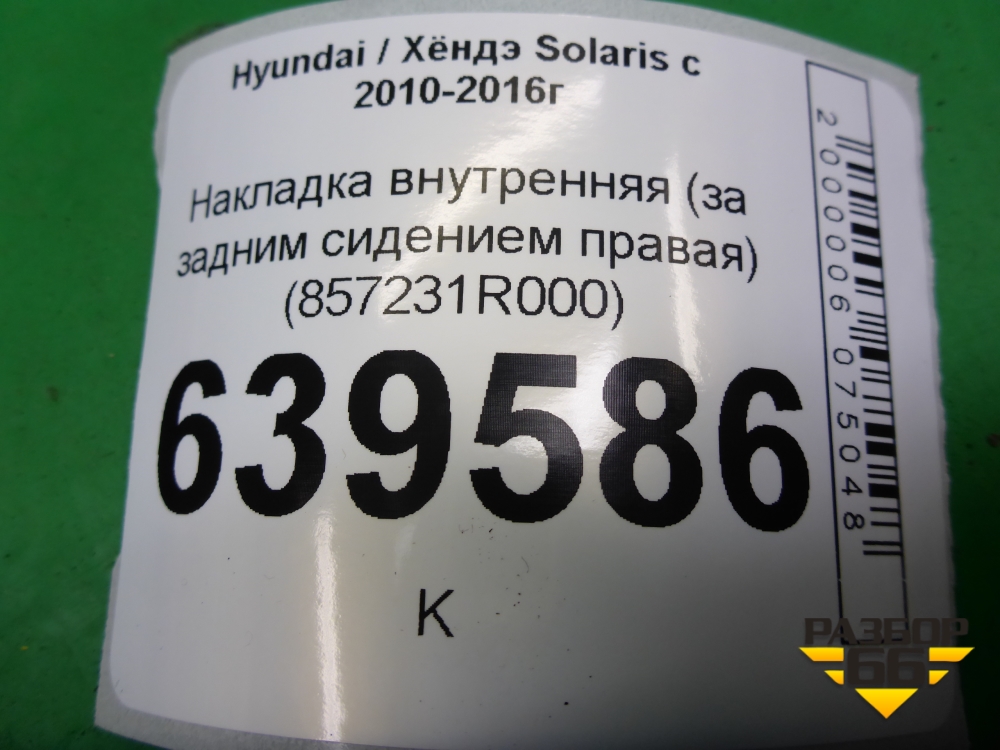 Hyundai / Хёндэ Solaris с
2010-2016г
Накладка внутренняя (за
задним сидением правая)
(857231R000)
639586
К
2000006075048
РАЗБОР
66